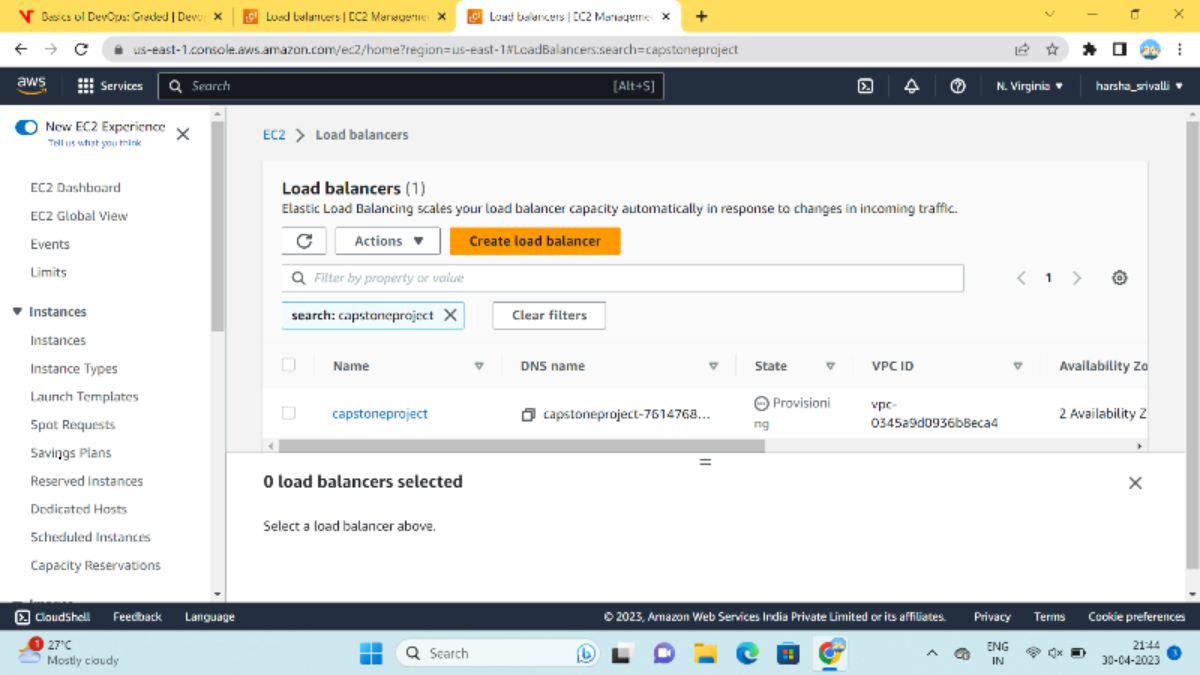 Basics of DevOps: Graded | Devo
Load balancers | EC2 Manageme
Load balancers | EC2 Manageme
us-east-1.console.aws.amazon.com/ec2/home?region=us-east-1#LoadBalancers:search=capstoneproject
aws
Services
Search
[Alt+S]
N. Virginia
harsha_srivalli
New EC2 Experience
Tell us what you think
EC2 Dashboard
EC2 Global View
Events
Limits
Instances
Instances
Instance Types
Launch Templates
Spot Requests
Savings Plans
Reserved Instances
Dedicated Hosts
Scheduled Instances
Capacity Reservations
Images
EC2 > Load balancers
Load balancers (1)
Elastic Load Balancing scales your load balancer capacity automatically in response to changes in incoming traffic.
Actions
Create load balancer
Filter by property or value
1
search: capstoneproject
Clear filters
Name
DNS name
State
VPC ID
Availability Zo
capstoneproject
capstoneproject-7614768...
Provisioni
ng
vpc-
0345a9d0936b8eca4
2 Availability Z
0 load balancers selected
Select a load balancer above.
CloudShell
Feedback
Language
© 2023, Amazon Web Services India Private Limited or its affiliates.
Privacy
Terms
Cookie preferences
1
27°C
Mostly cloudy
Search
ENG
IN
21:44
30-04-2023
3